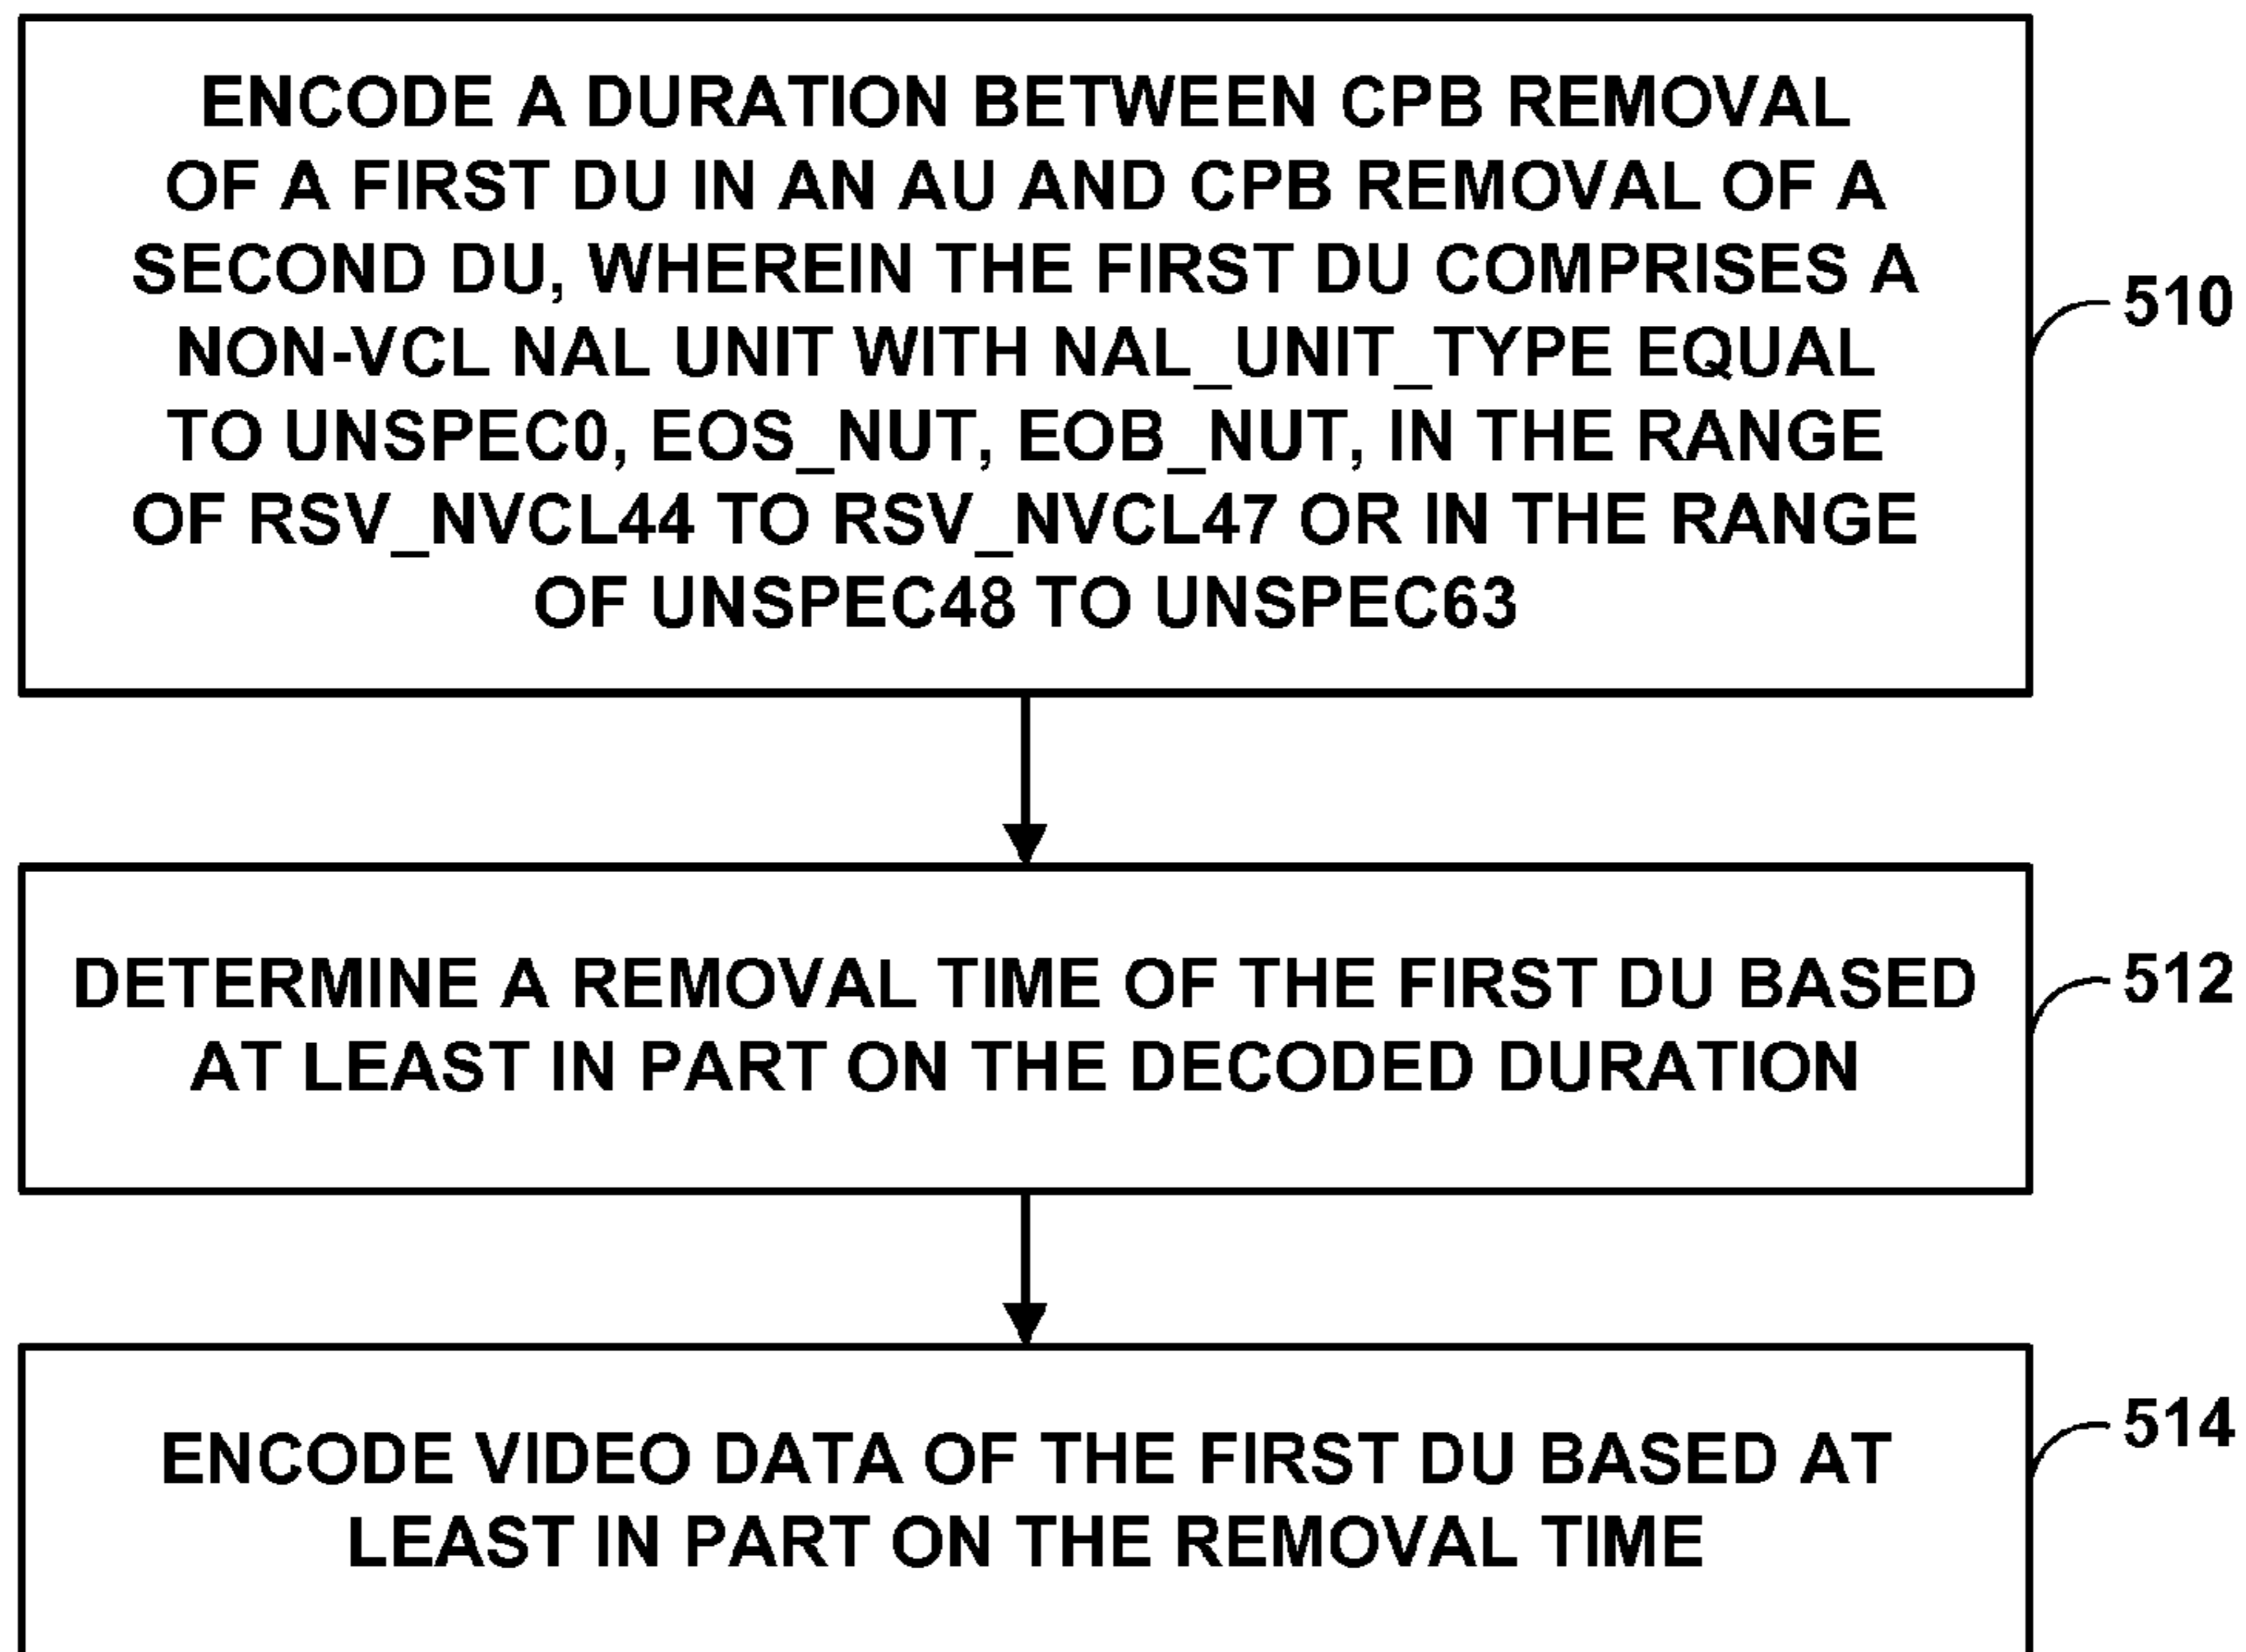 ENCODE A DURATION BETWEEN CPB REMOVAL
OF A FIRST DU IN AN AU AND CPB REMOVAL OF A
SECOND DU, WHEREIN THE FIRST DU COMPRISES A
NON-VCL NAL UNIT WITH NAL_UNIT_TYPE EQUAL
TO UNSPEC0, EOS_NUT, EOB_NUT, IN THE RANGE
OF RSV_NVCL44 TO RSV_NVCL47 OR IN THE RANGE
OF UNSPEC48 TO UNSPEC63
510
DETERMINE A REMOVAL TIME OF THE FIRST DU BASED
AT LEAST IN PART ON THE DECODED DURATION
512
ENCODE VIDEO DATA OF THE FIRST DU BASED AT
LEAST IN PART ON THE REMOVAL TIME
514